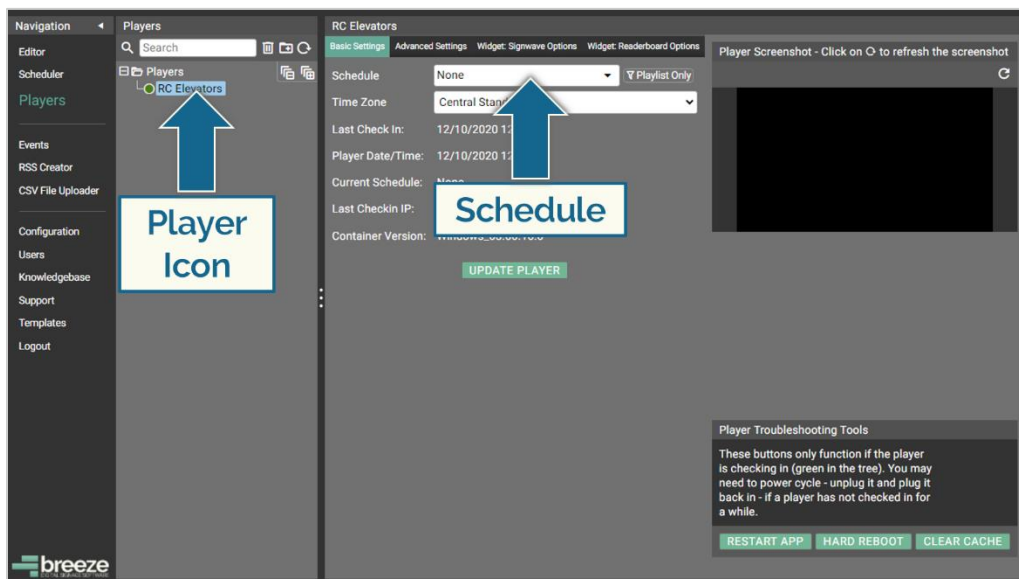 Navigation
Editor
Scheduler
Players
Events
RSS Creator
CSV File Uploader
Configuration
Users
Knowledgebase
Support
Templates
Logout
breeze
Players
Search
Players
RC Elevators
Player
Icon
RC Elevators
Basic Settings Advanced Settings Widget: Signwave Options Widget: Readerboard Options
Schedule None Playlist Only
Time Zone Central
Last Check In: 12/10/2020
Player Date/Time: 12/10/2020
Current Schedule:
Last Checkin IP:
Container Version:
Schedule
UPDATE PLAYER
Player Screenshot - Click on to refresh the screenshot
Player Troubleshooting Tools
These buttons only function if the player
is checking in (green in the tree). You may
need to power cycle - unplug it and plug it
back in - if a player has not checked in for
a while.
RESTART APP HARD REBOOT CLEAR CACHE